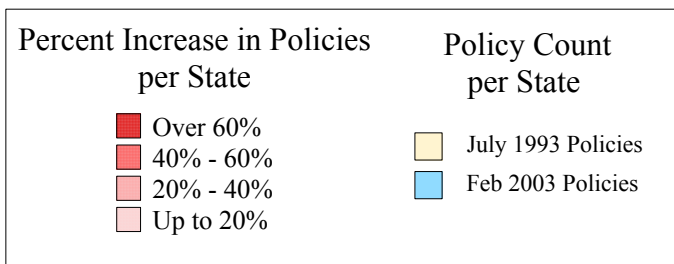 Percent Increase in Policies
per State
Over 60%
40% - 60%
20% - 40%
Up to 20%
Policy Count
per State
July 1993 Policies
Feb 2003 Policies